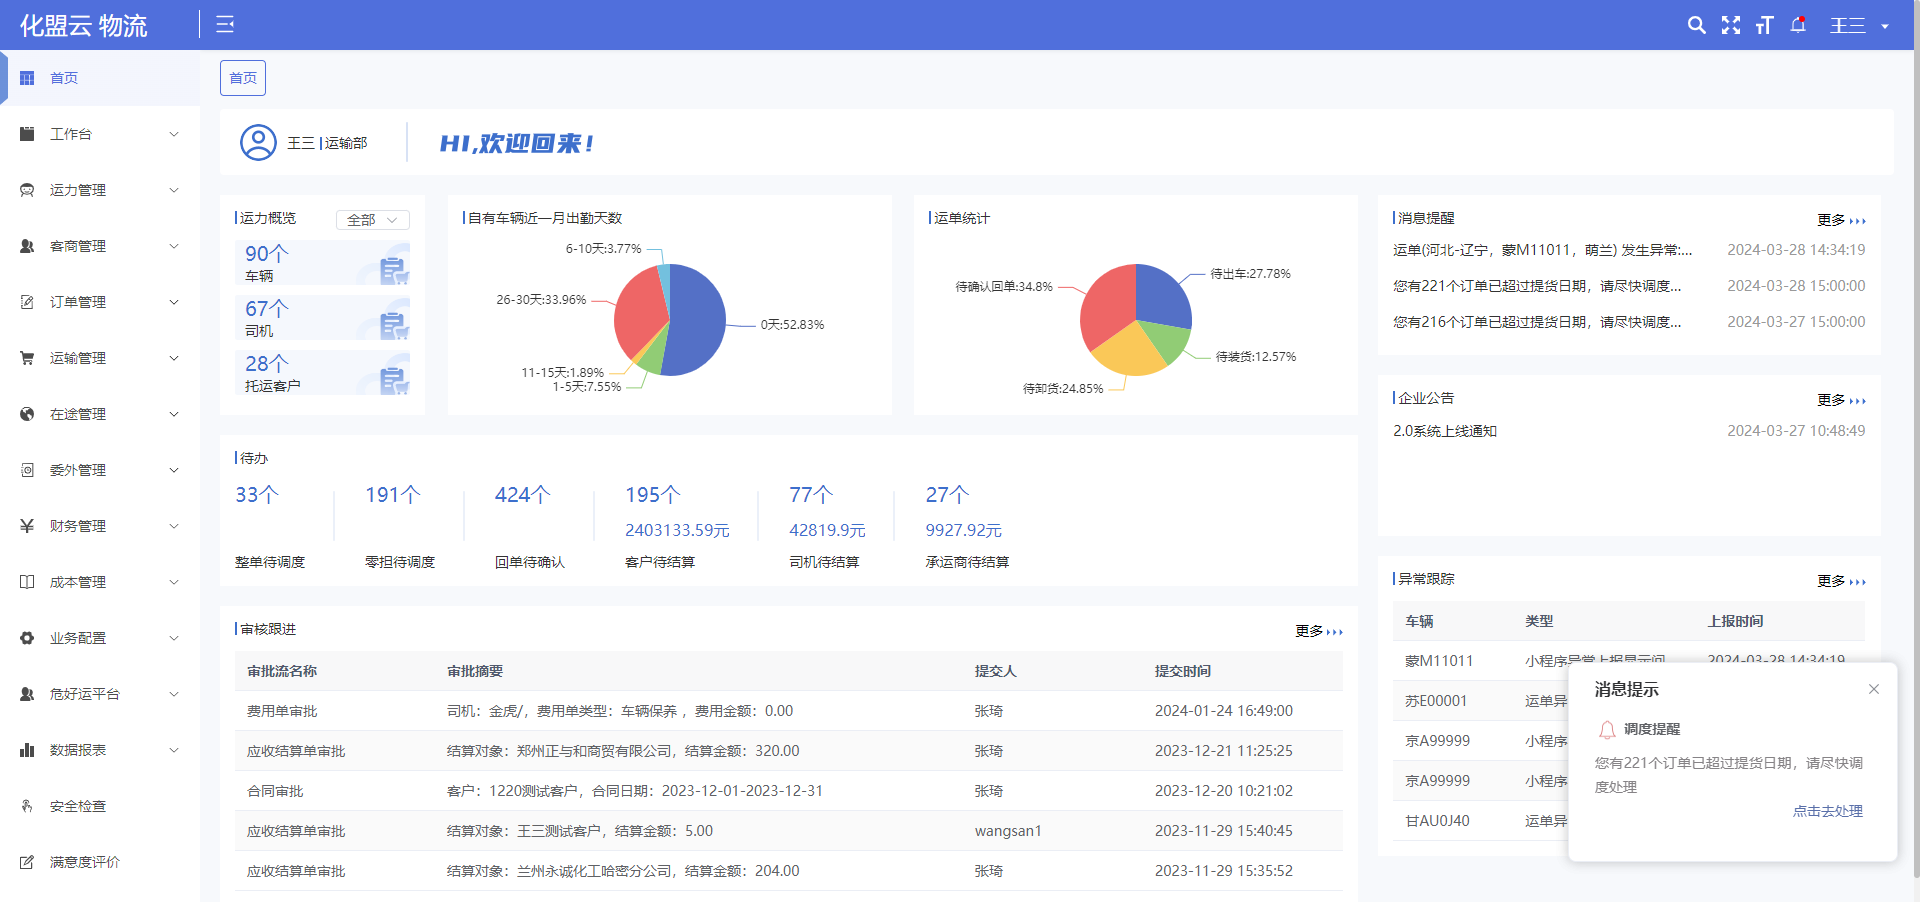 化盟云 物流
王三
首页
工作台
运力管理
客商管理
订单管理
运输管理
在途管理
委外管理
财务管理
成本管理
业务配置
危好运平台
数据报表
安全检查
满意度评价
首页
王三 | 运输部
HI,欢迎回来!
运力概览
全部
90个
车辆
67个
司机
28个
托运客户
自有车辆近一月出勤天数
6-10天:3.77%
26-30天:33.96%
0天:52.83%
11-15天:1.89%
1-5天:7.55%
运单统计
待出车:27.78%
待确认回单:34.8%
待装货:12.57%
待卸货:24.85%
消息提醒
更多
运单(河北-辽宁，蒙M11011，萌兰) 发生异常:... 2024-03-28 14:34:19
您有221个订单已超过提货日期，请尽快调度... 2024-03-28 15:00:00
您有216个订单已超过提货日期，请尽快调度... 2024-03-27 15:00:00
企业公告
更多
2.0系统上线通知 2024-03-27 10:48:49
待办
33个 191个 424个 195个 77个 27个
2403133.59元 42819.9元 9927.92元
整单待调度 零担待调度 回单待确认 客户待结算 司机待结算 承运商待结算
审核跟进
更多
审批流名称 审批摘要 提交人 提交时间
费用单审批 司机：金虎/，费用单类型：车辆保养 ，费用金额：0.00 张琦 2024-01-24 16:49:00
应收结算单审批 结算对象：郑州正与和商贸有限公司，结算金额：320.00 张琦 2023-12-21 11:25:25
合同审批 客户：1220测试客户，合同日期：2023-12-01-2023-12-31 张琦 2023-12-20 10:21:02
应收结算单审批 结算对象：王三测试客户，结算金额：5.00 wangsan1 2023-11-29 15:40:45
应收结算单审批 结算对象：兰州永诚化工哈密分公司，结算金额：204.00 张琦 2023-11-29 15:35:52
异常跟踪
更多
车辆 类型 上报时间
蒙M11011 小程序异常上报显示问 2024-03-28 14:34:19
苏E00001 运单异
京A99999 小程序
京A99999 小程序
甘AU0J40 运单异
消息提示
调度提醒
您有221个订单已超过提货日期，请尽快调
度处理
点击去处理